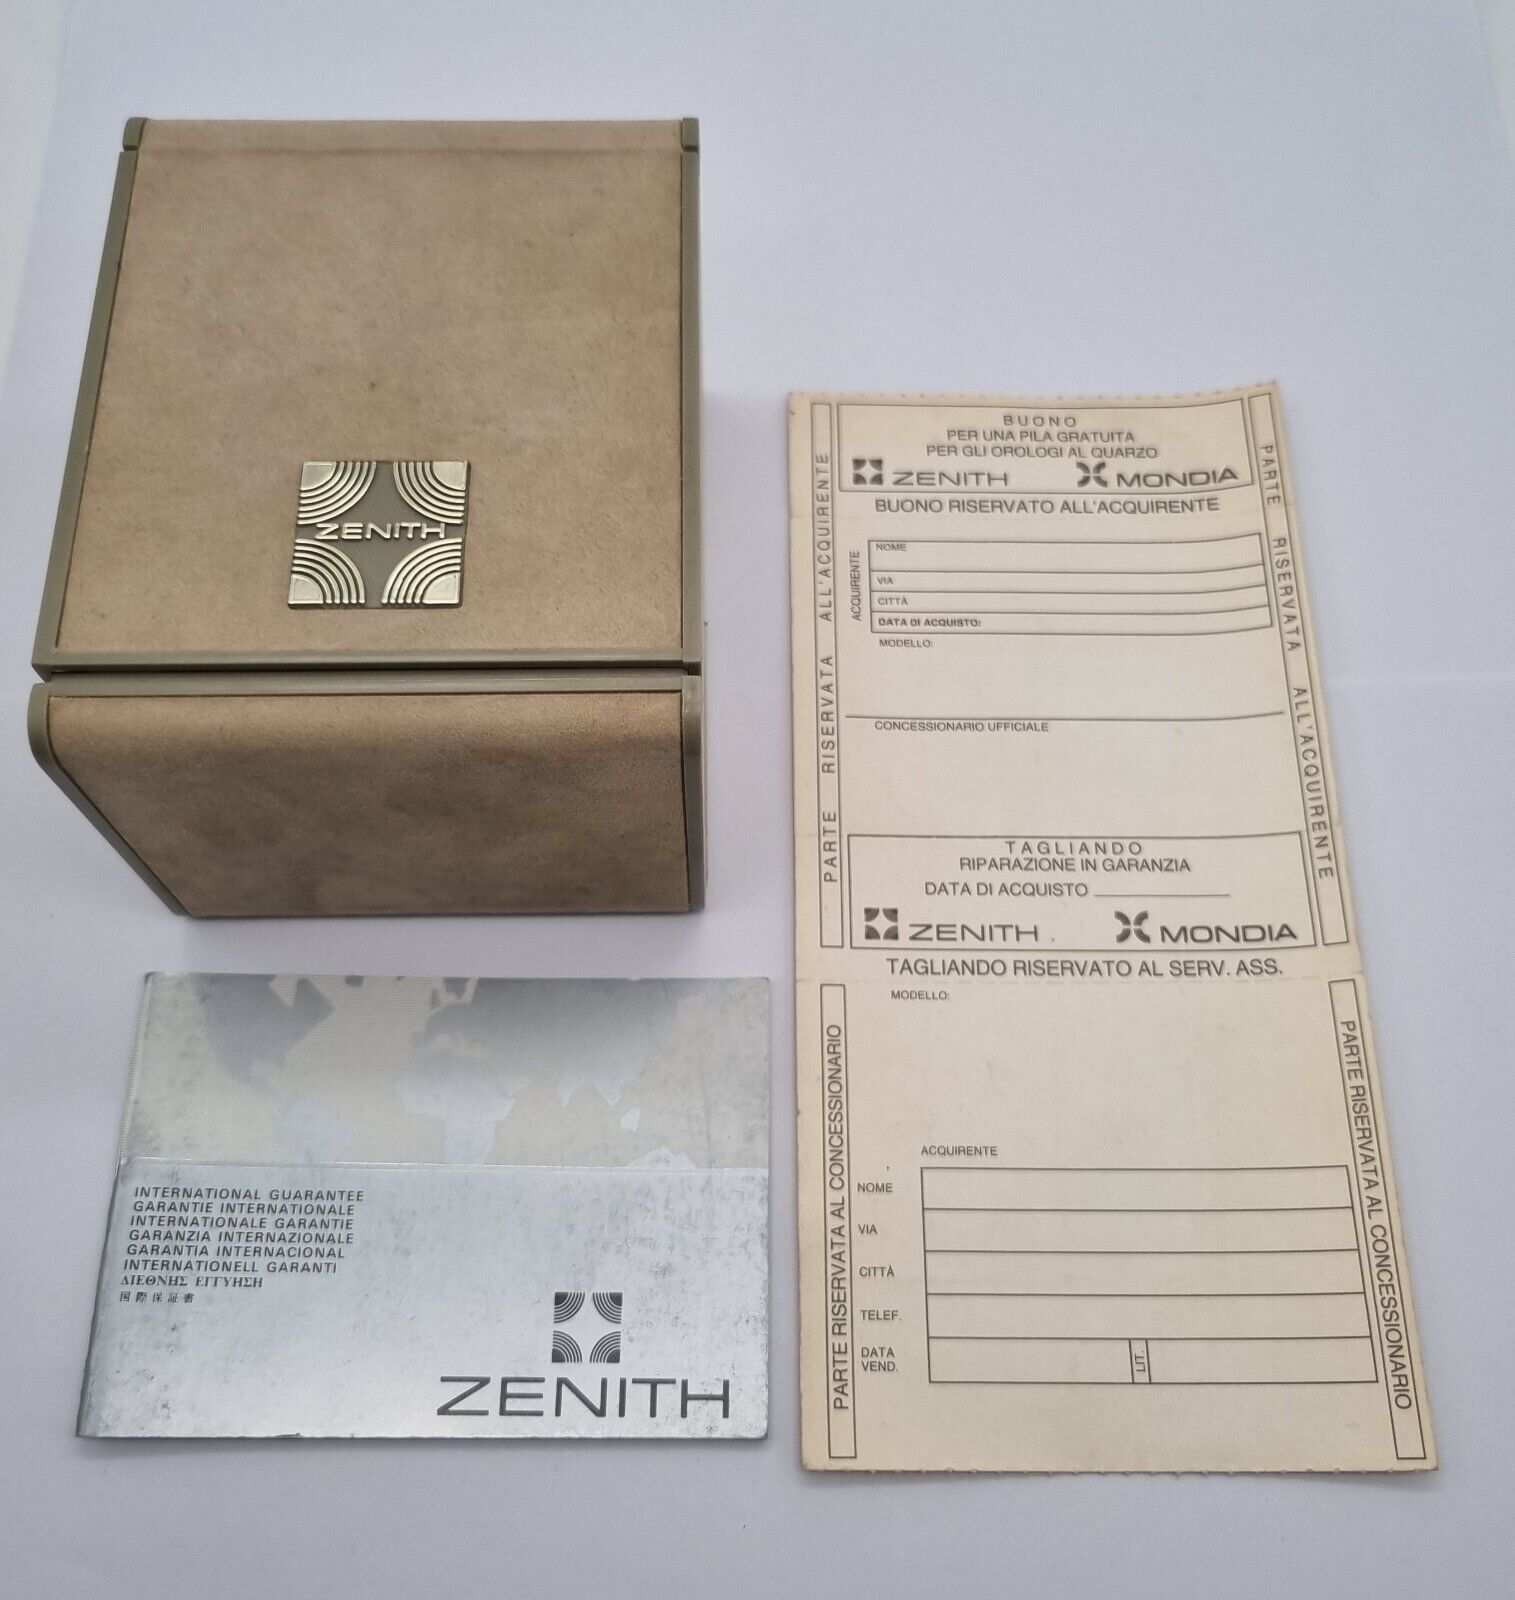 ZENITH
BUONO
PER UNA PILA GRATUITA
PER GLI OROLOGI AL QUARZO
ZENITH MONDIA
BUONO RISERVATO ALL'ACQUIRENTE
ACQUIRENTE
NOME
VIA
CITTÀ
DATA DI ACQUISTO:
MODELLO:
CONCESSIONARIO UFFICIALE
PARTE RISERVATA ALL'ACQUIRENTE
PARTE RISERVATA ALL'ACQUIRENTE
TAGLIANDO
RIPARAZIONE IN GARANZIA
DATA DI ACQUISTO
ZENITH . MONDIA
TAGLIANDO RISERVATO AL SERV. ASS.
MODELLO:
ACQUIRENTE
NOME
VIA
CITTÀ
TELEF.
DATA
VEND.
LIT.
PARTE RISERVATA AL CONCESSIONARIO
PARTE RISERVATA AL CONCESSIONARIO
INTERNATIONAL GUARANTEE
GARANTIE INTERNATIONALE
INTERNATIONALE GARANTIE
GARANZIA INTERNAZIONALE
GARANTIA INTERNACIONAL
INTERNATIONELL GARANTI
ΔΙΕΘΝΗΣ ΕΓΓΥΗΣΗ
国際保証書
ZENITH